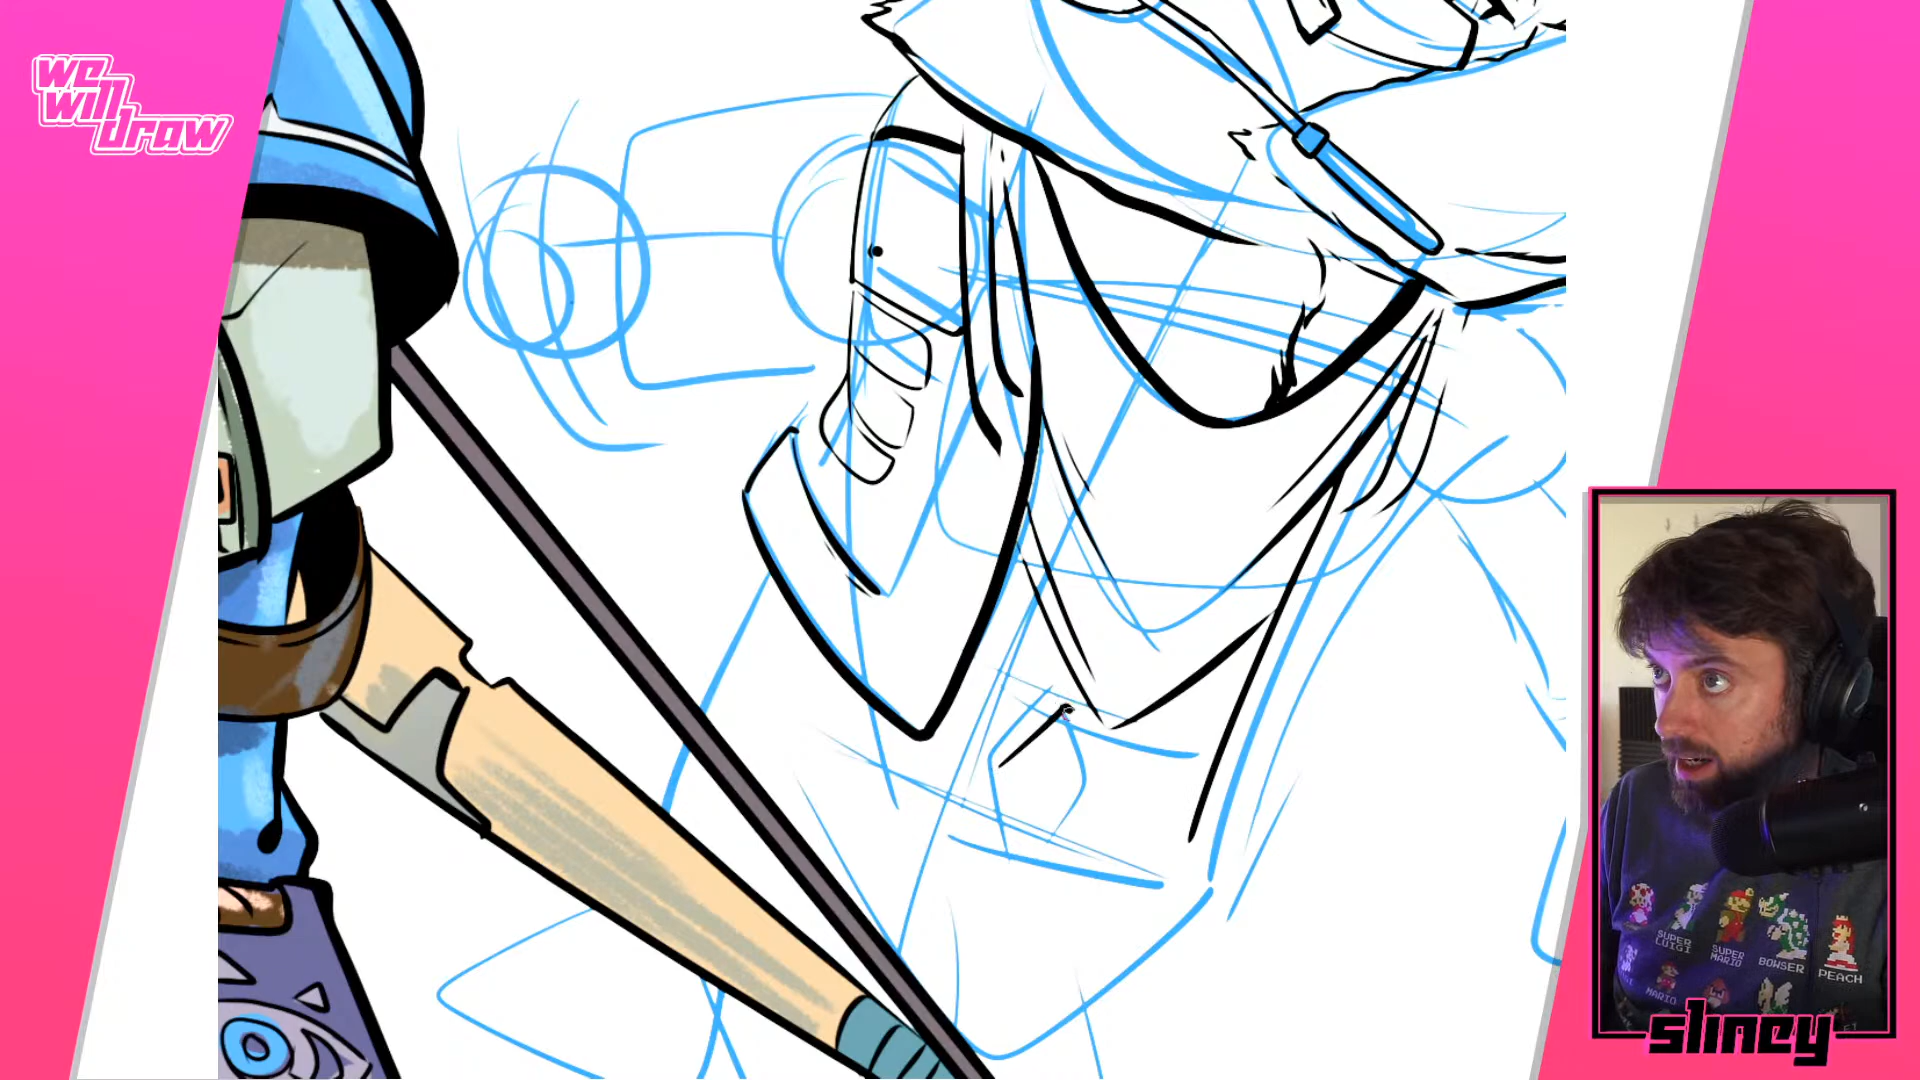 we
will
draw
SUPER
LUIGI
SUPER
MARIO
BOWSER
PEACH
MARIO
sliney